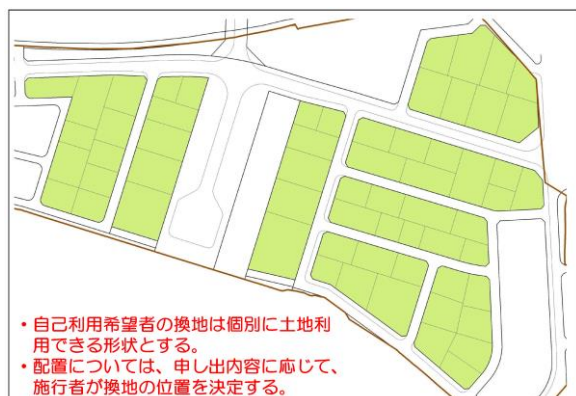 ・自己利用希望者の換地は個別に土地利
用できる形状とする。
・配置については、申し出内容に応じて、
施行者が換地の位置を決定する。